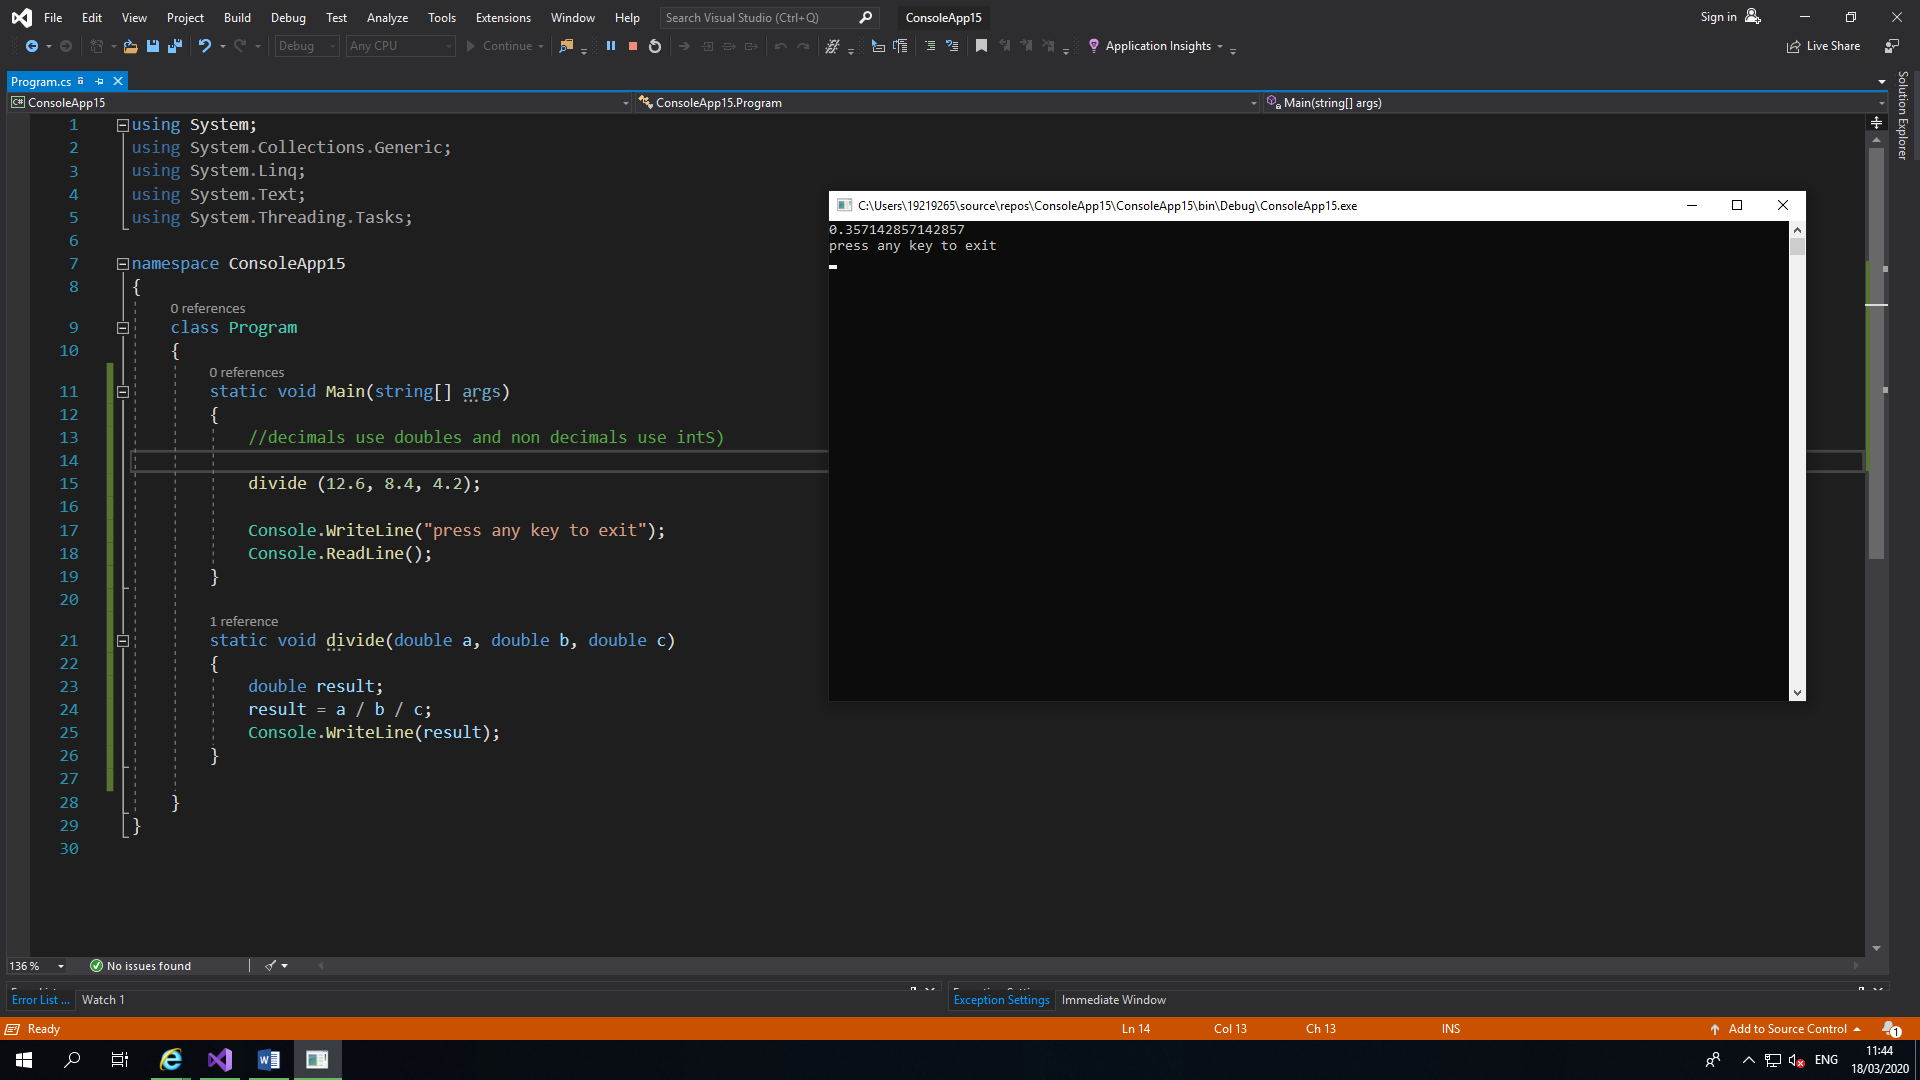 File Edit View Project Build Debug Test Analyze Tools Extensions Window Help Search Visual Studio (Ctrl+Q) ConsoleApp15 Sign in
Debug Any CPU Continue Application Insights Live Share
Program.cs
ConsoleApp15 ConsoleApp15.Program Main(string[] args)
Solution Explorer
1 using System;
2 using System.Collections.Generic;
3 using System.Linq;
4 using System.Text;
5 using System.Threading.Tasks;
6
7 namespace ConsoleApp15
8 {
0 references
9 class Program
10 {
0 references
11 static void Main(string[] args)
12 {
13 //decimals use doubles and non decimals use intS)
14
15 divide (12.6, 8.4, 4.2);
16
17 Console.WriteLine("press any key to exit");
18 Console.ReadLine();
19 }
20
1 reference
21 static void divide(double a, double b, double c)
22 {
23 double result;
24 result = a / b / c;
25 Console.WriteLine(result);
26 }
27
28 }
29 }
30
C:\Users\19219265\source\repos\ConsoleApp15\ConsoleApp15\bin\Debug\ConsoleApp15.exe
0.357142857142857
press any key to exit
136 % No issues found
Error List ... Watch 1
Exception Settings Immediate Window
Ready Ln 14 Col 13 Ch 13 INS Add to Source Control 1
ENG
11:44
18/03/2020